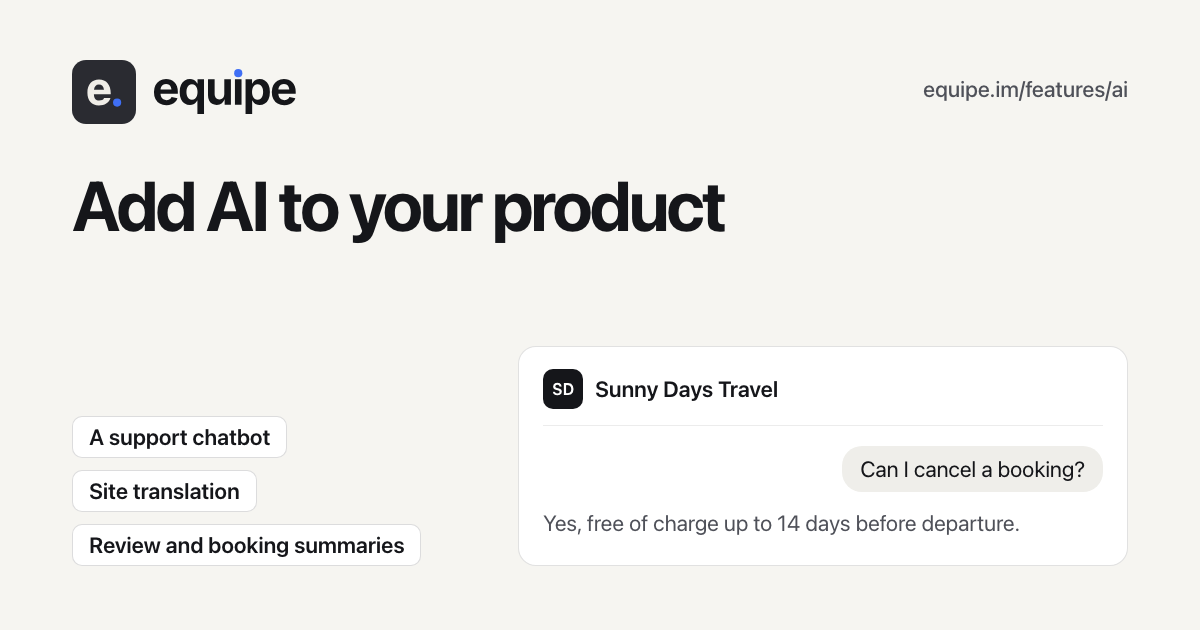 e.
equipe
equipe.im/features/ai
Add AI to your product
A support chatbot
Site translation
Review and booking summaries
SD
Sunny Days Travel
Can I cancel a booking?
Yes, free of charge up to 14 days before departure.